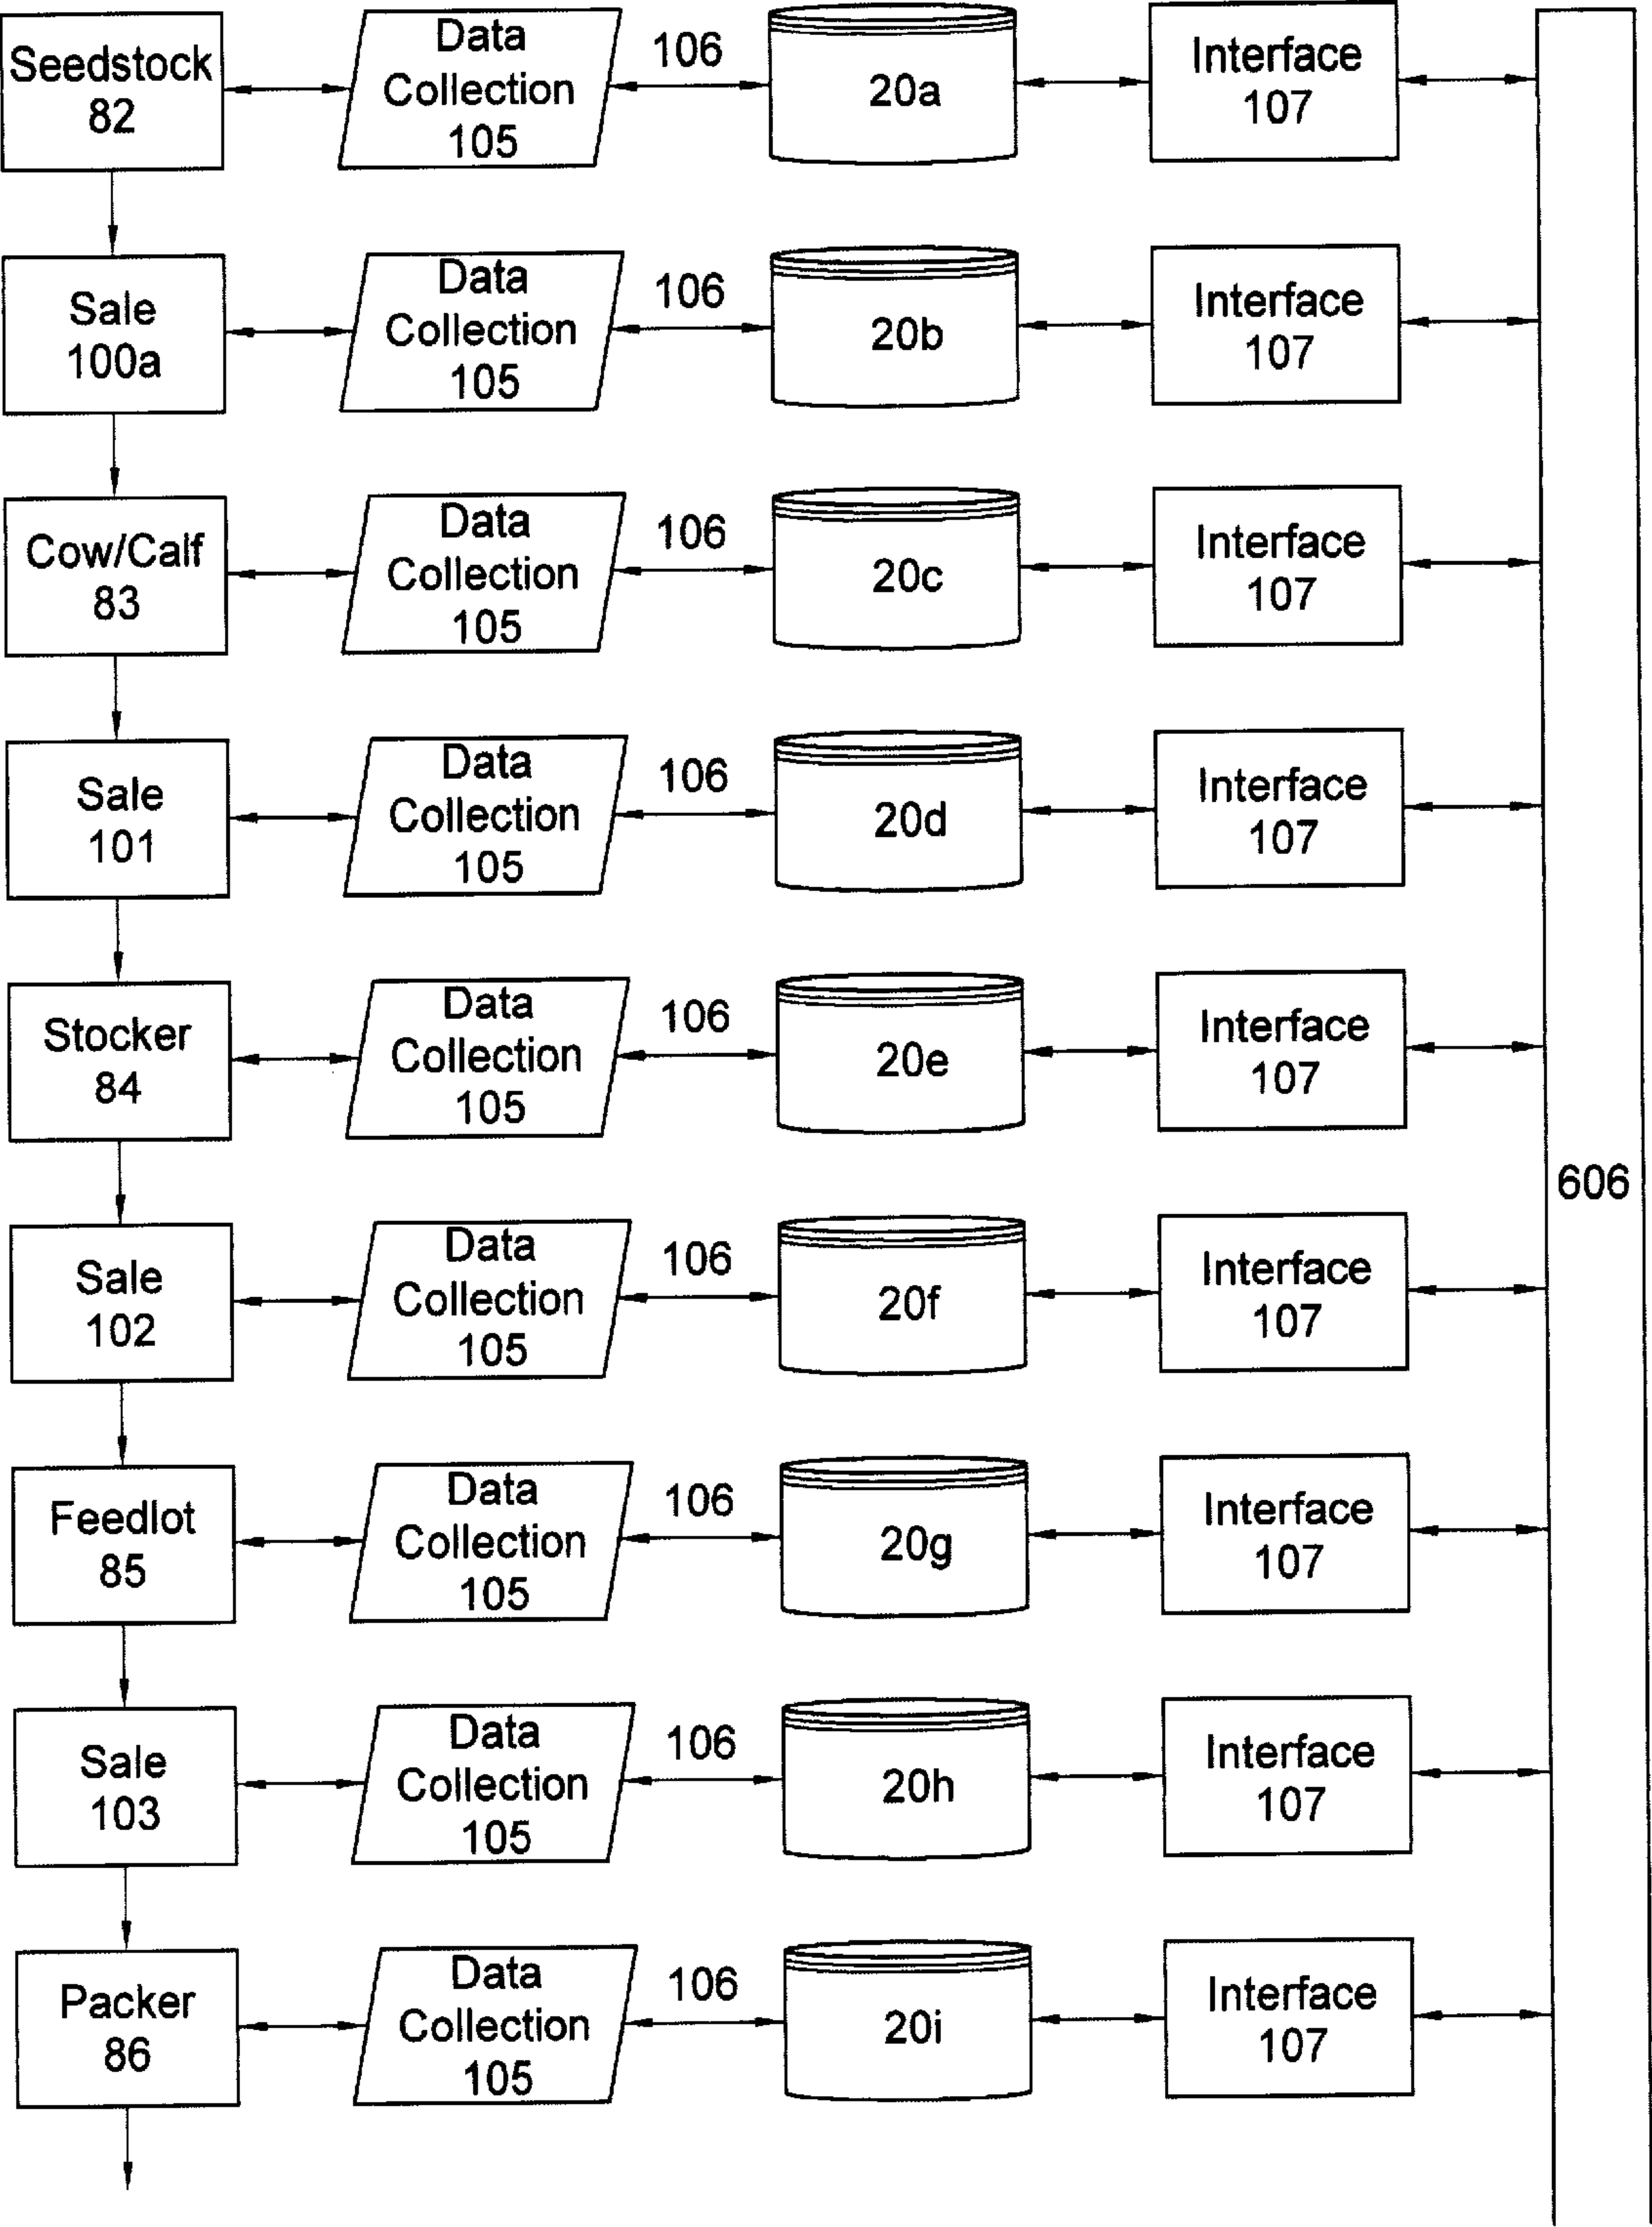 Seedstock
82
Data
Collection
105
106
20a
Interface
107
Sale
100a
Data
Collection
105
106
20b
Interface
107
Cow/Calf
83
Data
Collection
105
106
20c
Interface
107
Sale
101
Data
Collection
105
106
20d
Interface
107
Stocker
84
Data
Collection
105
106
20e
Interface
107
606
Sale
102
Data
Collection
105
106
20f
Interface
107
Feedlot
85
Data
Collection
105
106
20g
Interface
107
Sale
103
Data
Collection
105
106
20h
Interface
107
Packer
86
Data
Collection
105
106
20i
Interface
107